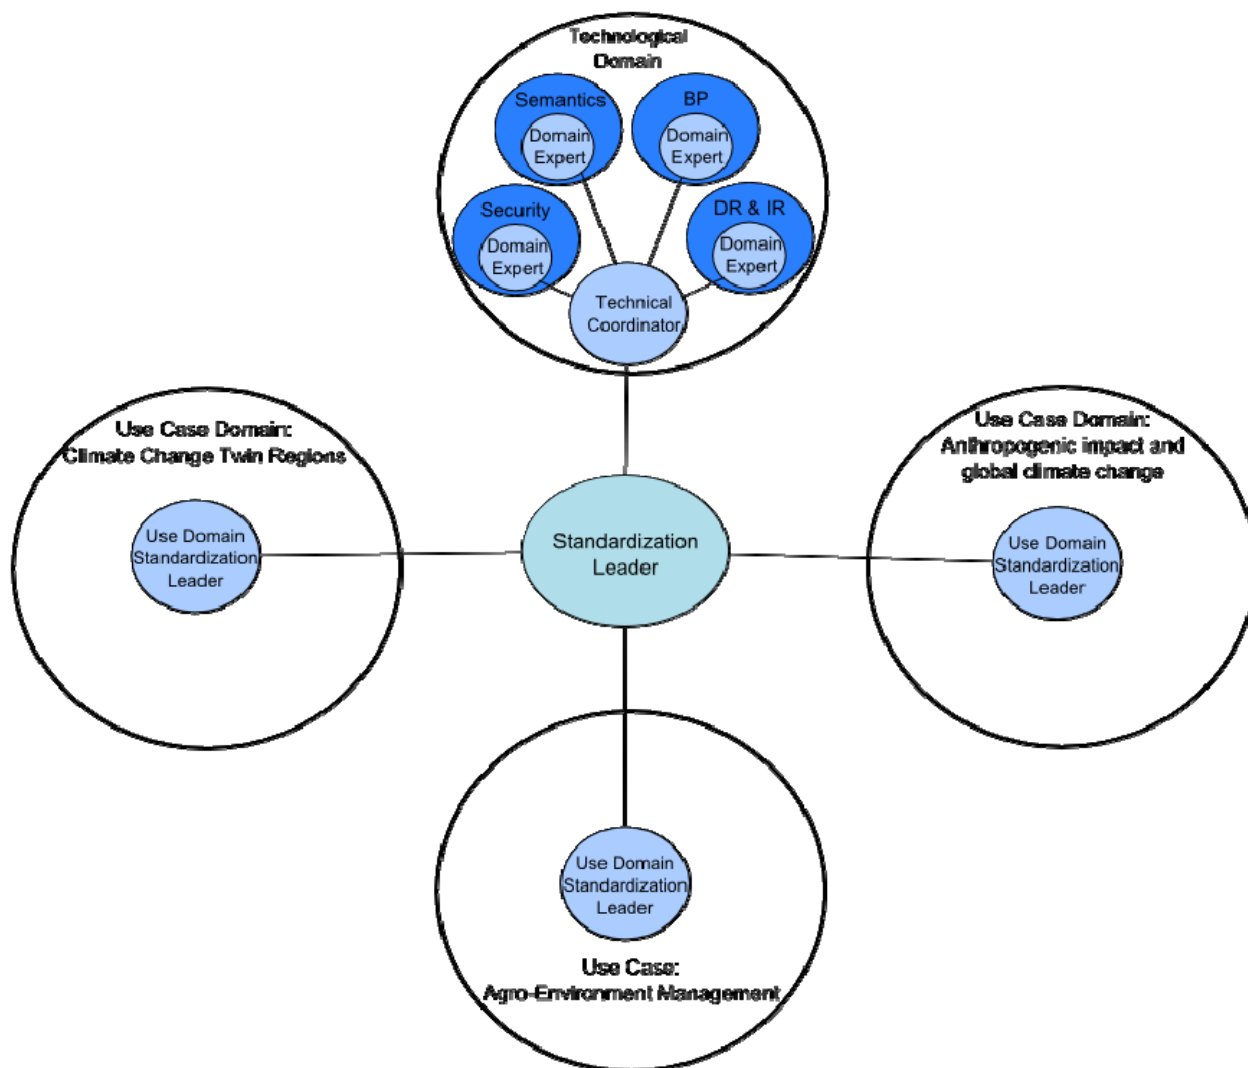 Technological
Domain
Semantics
Domain
Expert
BP
Domain
Expert
Security
Domain
Expert
DR & IR
Domain
Expert
Technical
Coordinator
Use Case Domain:
Climate Change Twin Regions
Use Domain
Standardization
Leader
Standardization
Leader
Use Case Domain:
Anthropogenic impact and
global climate change
Use Domain
Standardization
Leader
Use Domain
Standardization
Leader
Use Case:
Agro-Environment Management